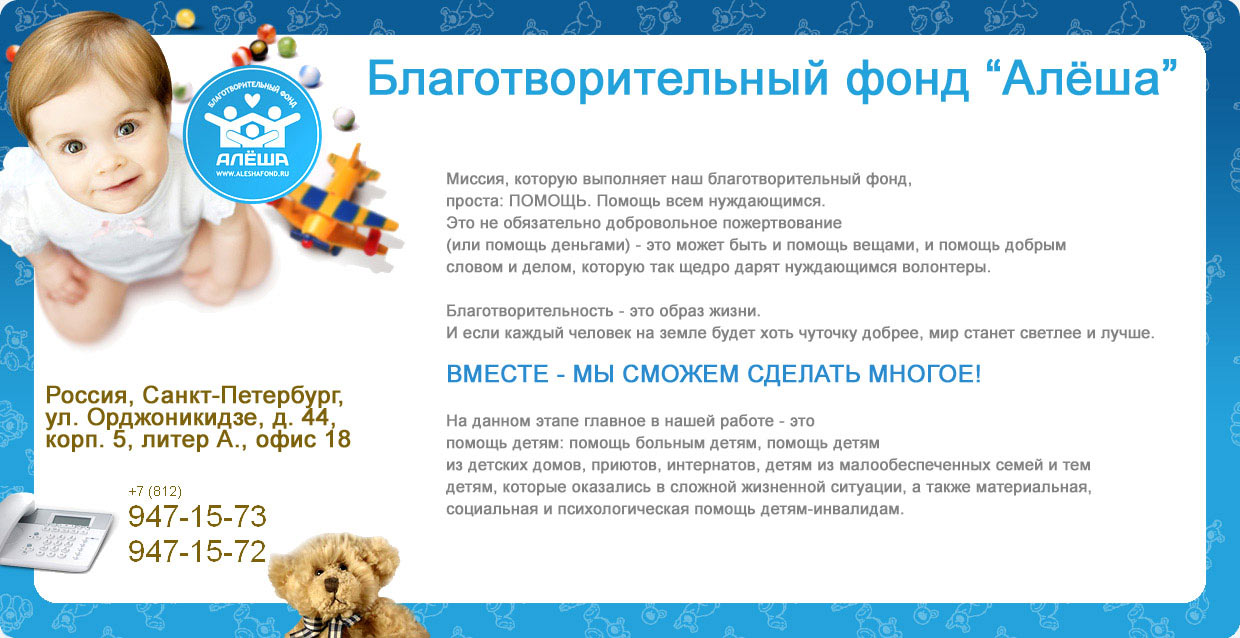 Благотворительный фонд “Алёша”
БЛАГОТВОРИТЕЛЬНЫЙ ФОНД
АЛЁША
WWW.ALESHAFOND.RU
Миссия, которую выполняет наш благотворительный фонд,
проста: ПОМОЩЬ. Помощь всем нуждающимся.
Это не обязательно добровольное пожертвование
(или помощь деньгами) - это может быть и помощь вещами, и помощь добрым
словом и делом, которую так щедро дарят нуждающимся волонтеры.
Благотворительность - это образ жизни.
И если каждый человек на земле будет хоть чуточку добрее, мир станет светлее и лучше.
ВМЕСТЕ - МЫ СМОЖЕМ СДЕЛАТЬ МНОГОЕ!
На данном этапе главное в нашей работе - это
помощь детям: помощь больным детям, помощь детям
из детских домов, приютов, интернатов, детям из малообеспеченных семей и тем
детям, которые оказались в сложной жизненной ситуации, а также материальная,
социальная и психологическая помощь детям-инвалидам.
Россия, Санкт-Петербург,
ул. Орджоникидзе, д. 44,
корп. 5, литер А., офис 18
+7 (812)
947-15-73
947-15-72